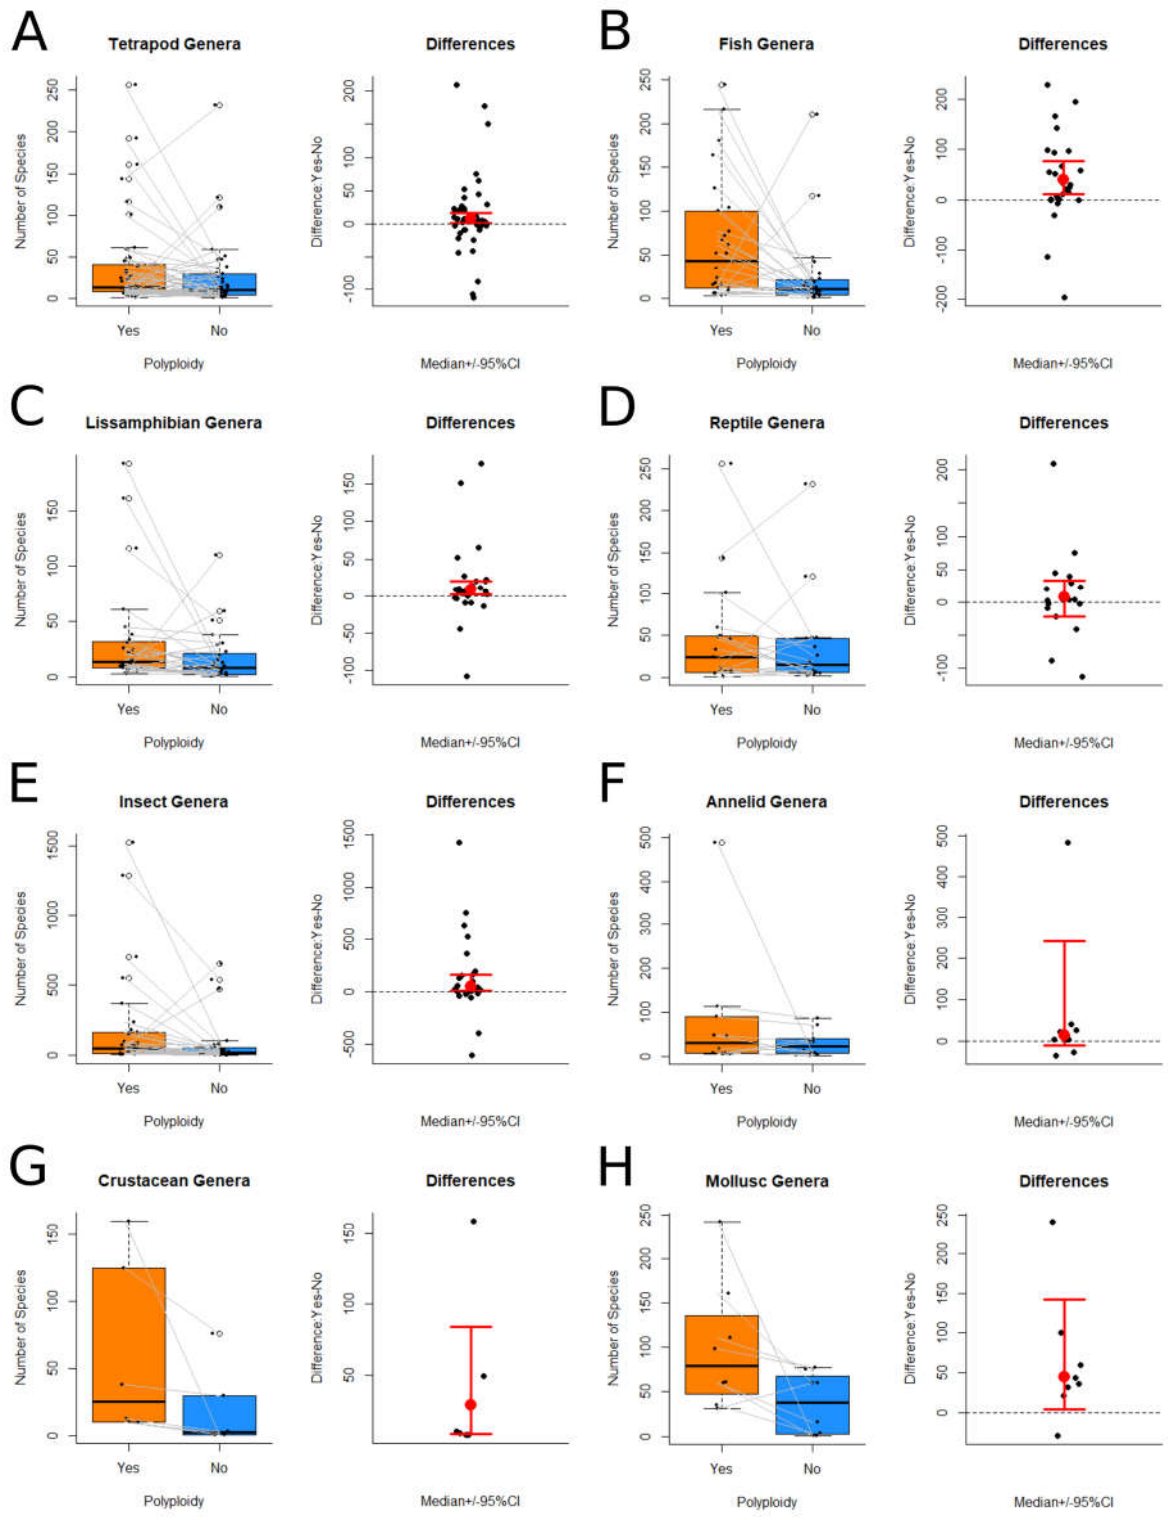 A
Tetrapod Genera
Number of Species
0 50 100 150 200 250
Yes No
Polyploidy
Differences
Difference:Yes-No
-100 0 50 100 200
Median+/-95%CI
B
Fish Genera
Number of Species
0 50 100 150 200 250
Yes No
Polyploidy
Differences
Difference:Yes-No
-200 -100 0 100 200
Median+/-95%CI
C
Lissamphibian Genera
Number of Species
0 50 100 150
Yes No
Polyploidy
Differences
Difference:Yes-No
-100 -50 0 50 100 150
Median+/-95%CI
D
Reptile Genera
Number of Species
0 50 100 150 200 250
Yes No
Polyploidy
Differences
Difference:Yes-No
-100 0 50 100 200
Median+/-95%CI
E
Insect Genera
Number of Species
0 500 1000 1500
Yes No
Polyploidy
Differences
Difference:Yes-No
-500 0 500 1000 1500
Median+/-95%CI
F
Annelid Genera
Number of Species
0 100 200 300 400 500
Yes No
Polyploidy
Differences
Difference:Yes-No
0 100 200 300 400 500
Median+/-95%CI
G
Crustacean Genera
Number of Species
0 50 100 150
Yes No
Polyploidy
Differences
Difference:Yes-No
50 100 150
Median+/-95%CI
H
Mollusc Genera
Number of Species
0 50 100 150 200 250
Yes No
Polyploidy
Differences
Difference:Yes-No
0 50 100 150 200 250
Median+/-95%CI